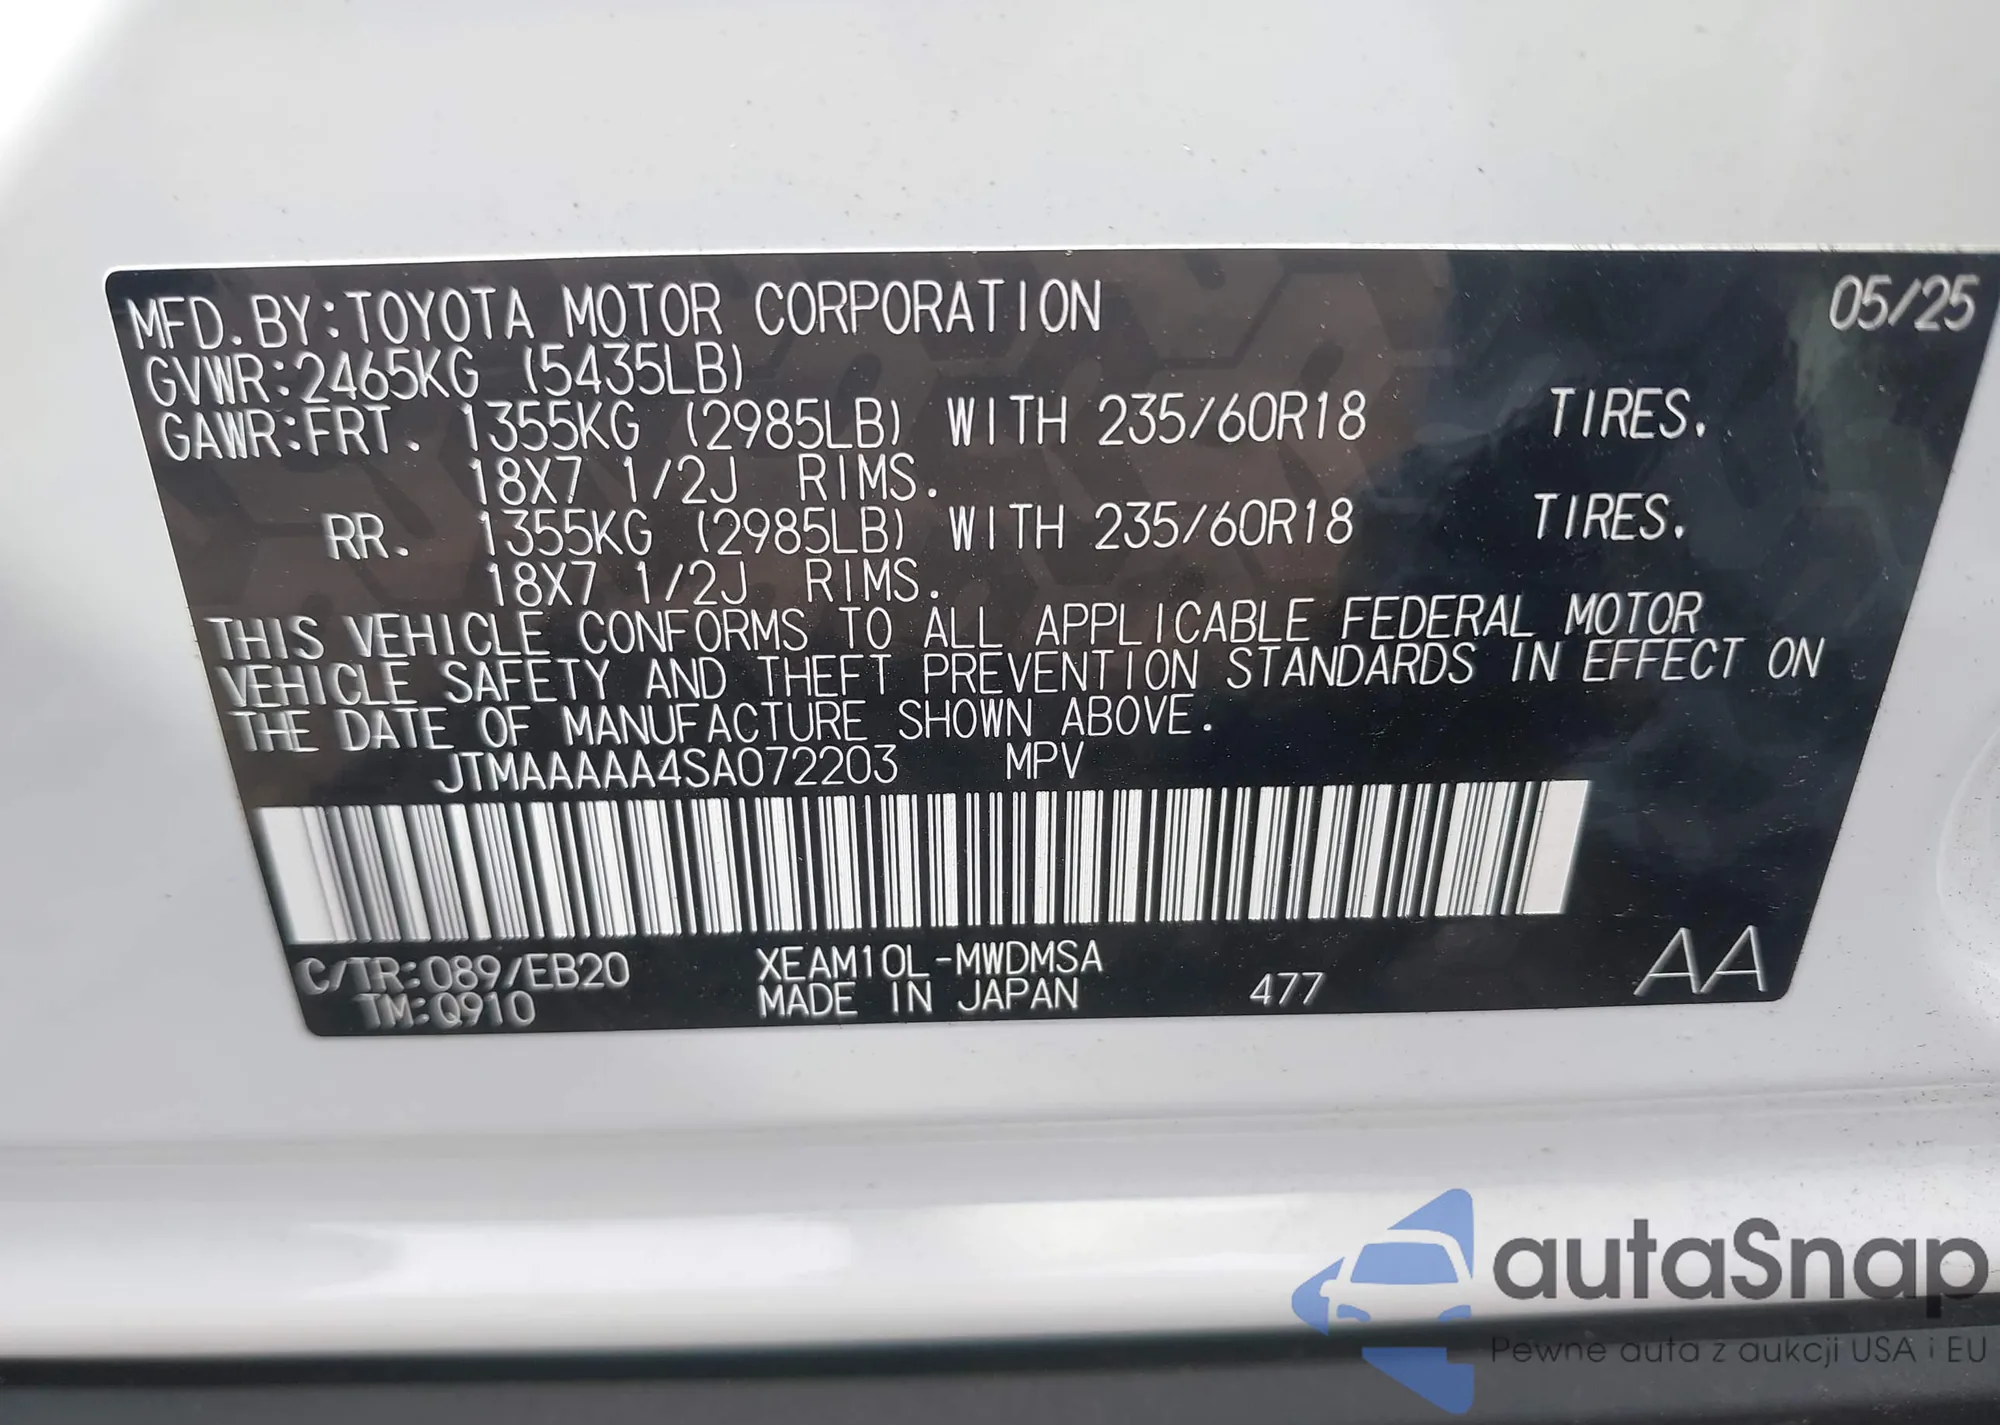 MFD. BY:TOYOTA MOTOR CORPORATION 05/25
GVWR:2465KG (5435LB)
GAWR:FRT. 1355KG (2985LB) WITH 235/60R18 TIRES.
18X7 1/2J RIMS.
RR. 1355KG (2985LB) WITH 235/60R18 TIRES.
18X7 1/2J RIMS.
THIS VEHICLE CONFORMS TO ALL APPLICABLE FEDERAL MOTOR
VEHICLE SAFETY AND THEFT PREVENTION STANDARDS IN EFFECT ON
THE DATE OF MANUFACTURE SHOWN ABOVE.
JTMAAAAA4SA072203 MPV
C/TR:089/EB20 XEAM10L-MWDMSA AA
TM:Q910 MADE IN JAPAN 477
autaSnap
Pewne auta z aukcji USA i EU